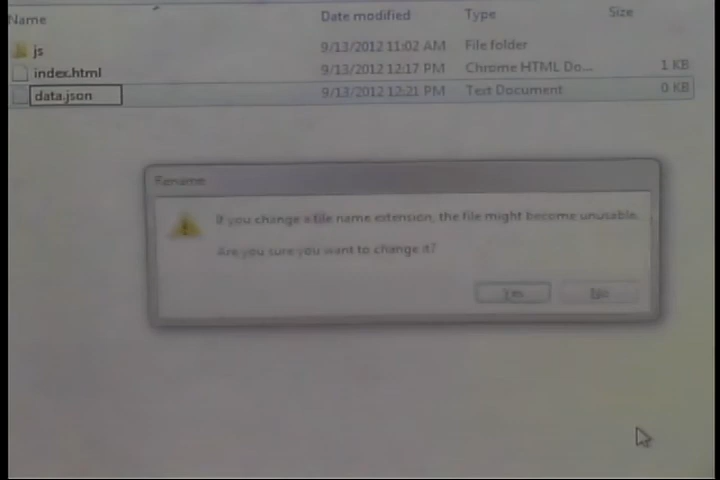 Name Date modified Type Size
js 9/13/2012 11:02 AM File folder
index.html 9/13/2012 12:17 PM Chrome HTML Do... 1 KB
data.json 9/13/2012 12:21 PM Text Document 0 KB
Rename
If you change a file name extension, the file might become unusable.
Are you sure you want to change it?
Yes No